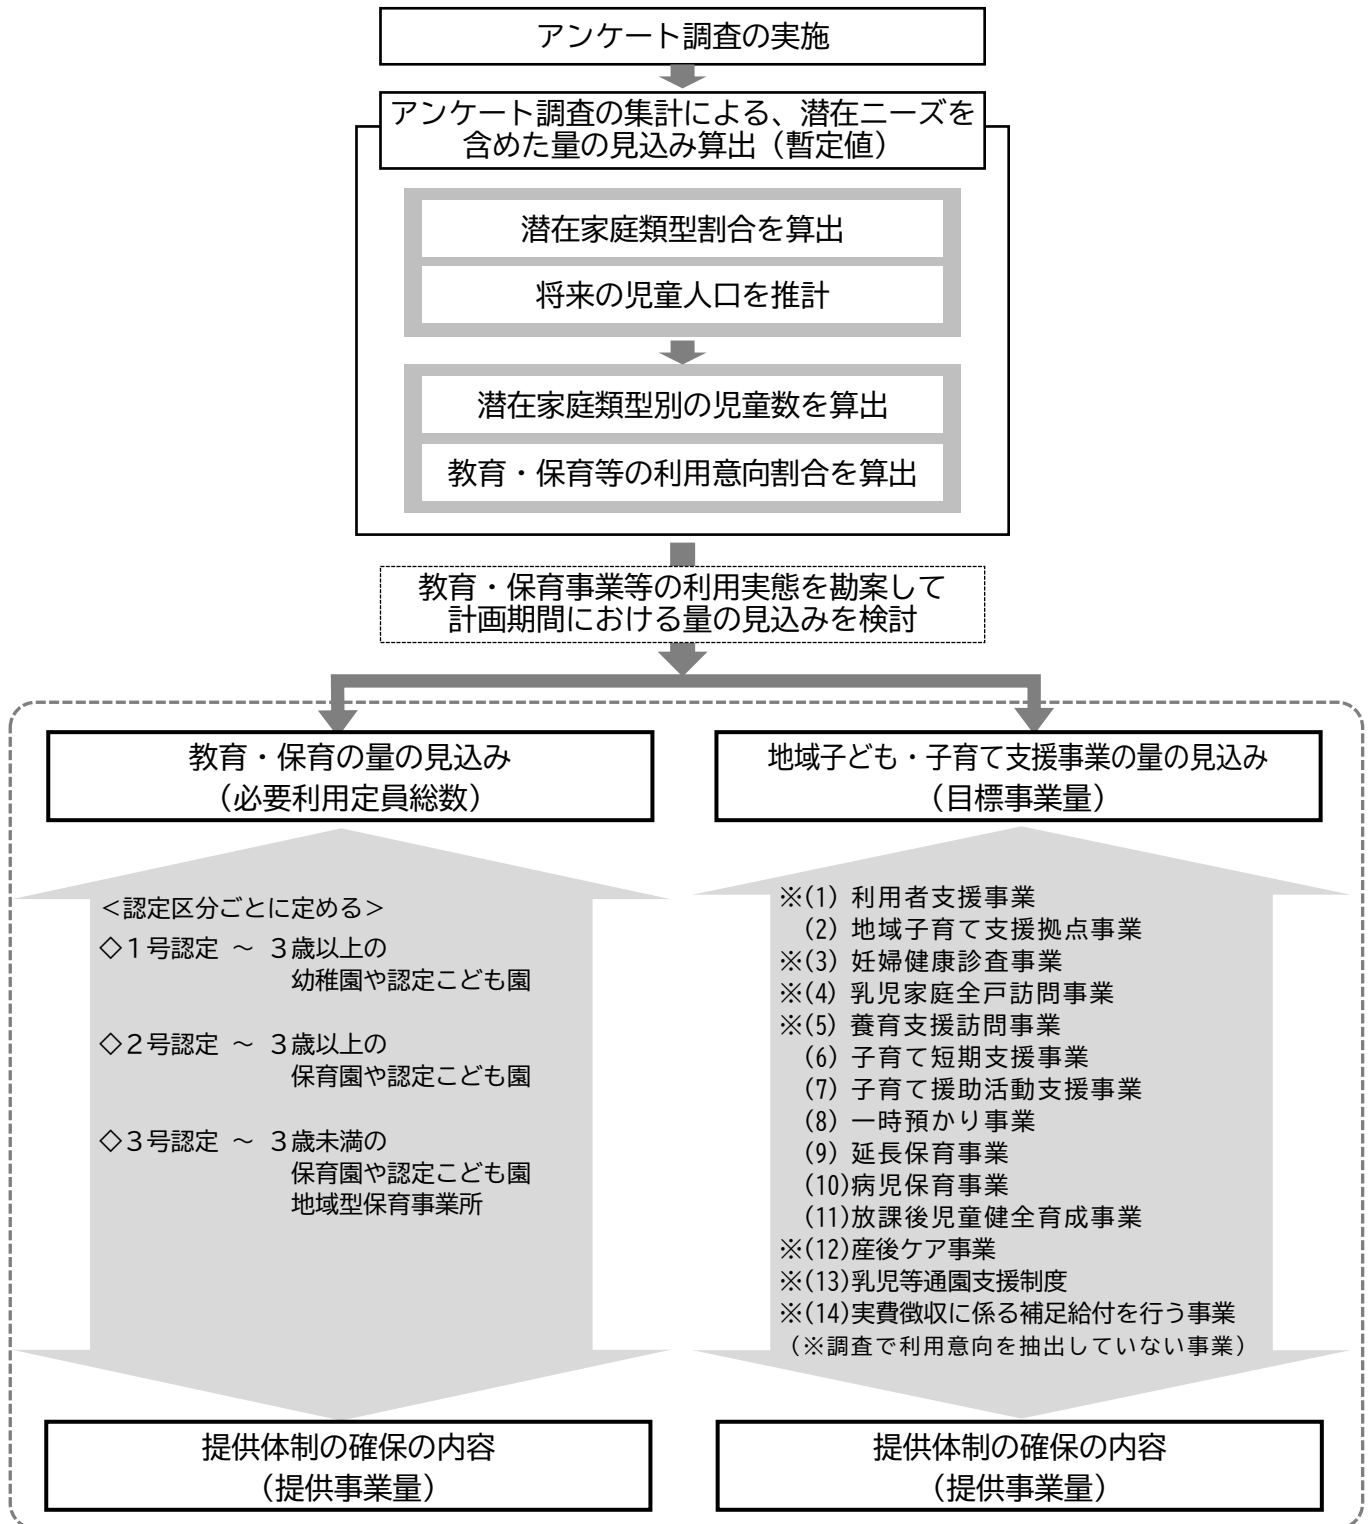 アンケート調査の実施
アンケート調査の集計による、潜在ニーズを
含めた量の見込み算出（暫定値）
潜在家庭類型割合を算出
将来の児童人口を推計
潜在家庭類型別の児童数を算出
教育・保育等の利用意向割合を算出
教育・保育事業等の利用実態を勘案して
計画期間における量の見込みを検討
教育・保育の量の見込み
（必要利用定員総数）
＜認定区分ごとに定める＞
◇１号認定 ～ ３歳以上の
幼稚園や認定こども園
◇２号認定 ～ ３歳以上の
保育園や認定こども園
◇３号認定 ～ ３歳未満の
保育園や認定こども園
地域型保育事業所
提供体制の確保の内容
（提供事業量）
地域子ども・子育て支援事業の量の見込み
（目標事業量）
※(1) 利用者支援事業
(2) 地域子育て支援拠点事業
※(3) 妊婦健康診査事業
※(4) 乳児家庭全戸訪問事業
※(5) 養育支援訪問事業
(6) 子育て短期支援事業
(7) 子育て援助活動支援事業
(8) 一時預かり事業
(9) 延長保育事業
(10)病児保育事業
(11)放課後児童健全育成事業
※(12)産後ケア事業
※(13)乳児等通園支援制度
※(14)実費徴収に係る補足給付を行う事業
（※調査で利用意向を抽出していない事業）
提供体制の確保の内容
（提供事業量）